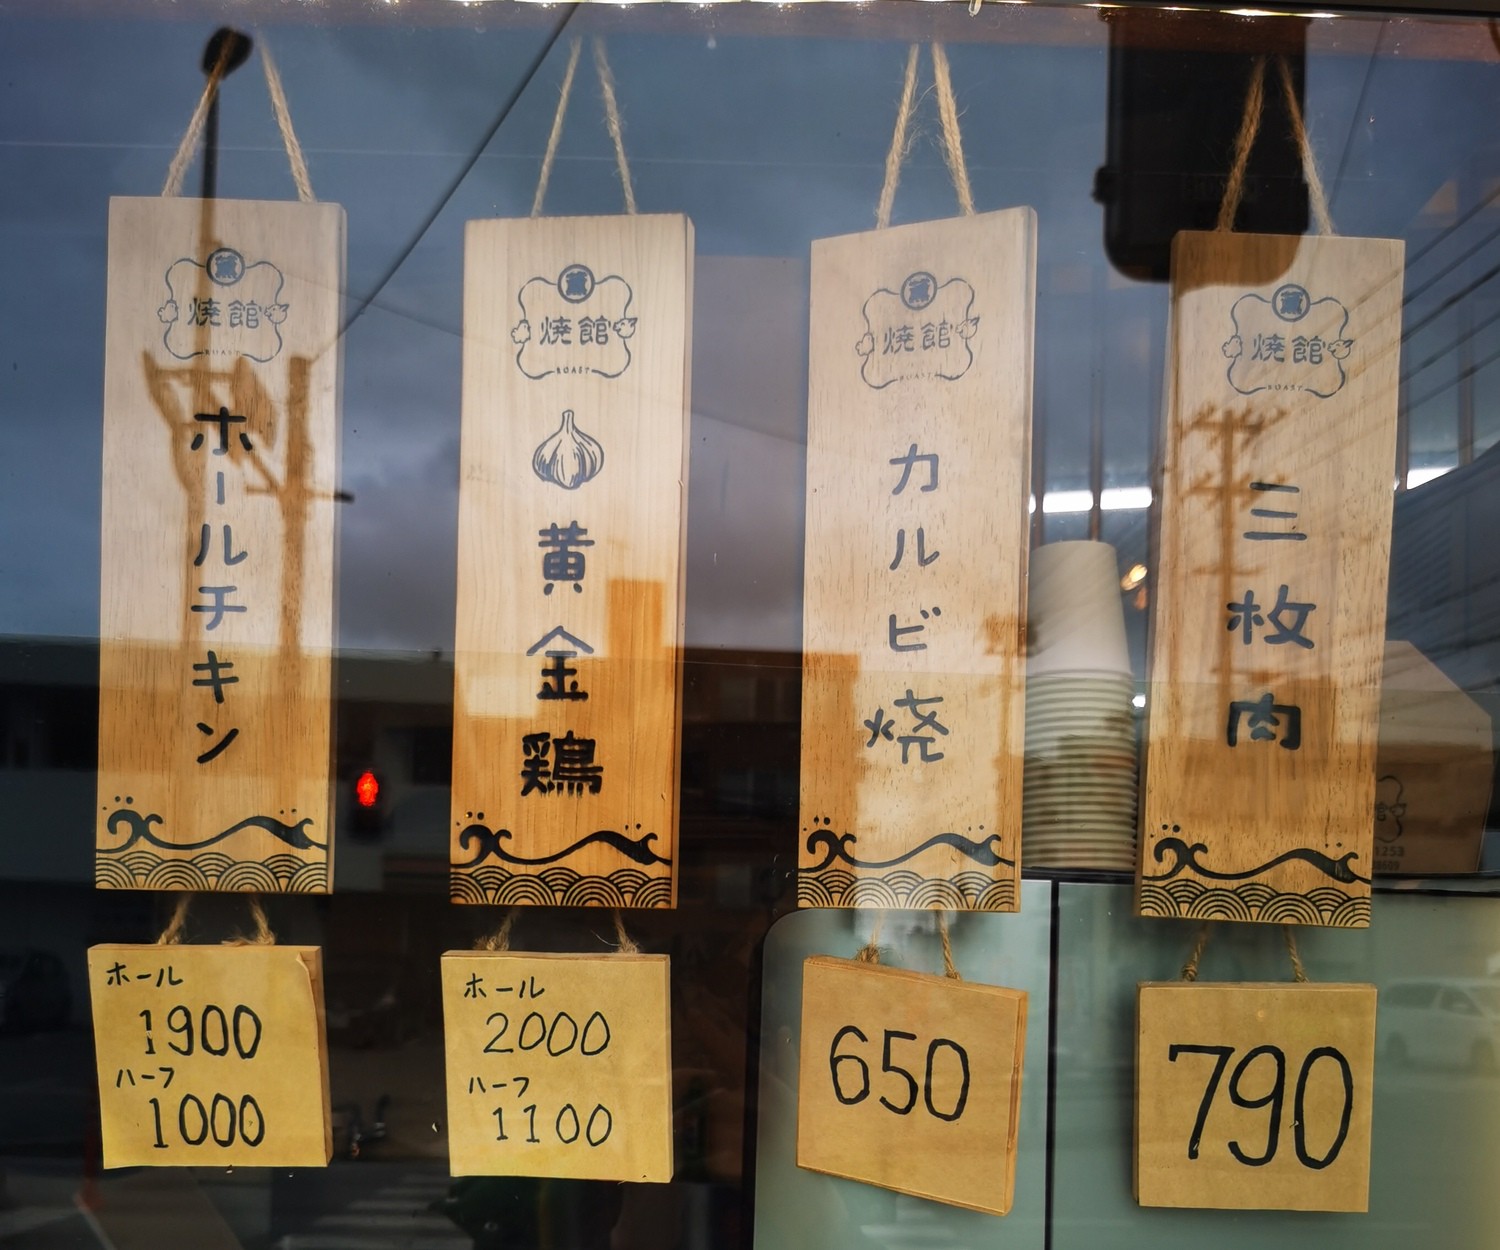 薫
焼館
ROAST
ホールチキン
ホール
1900
ハーフ
1000
薫
焼館
ROAST
黄金鶏
ホール
2000
ハーフ
1100
薫
焼館
ROAST
カルビ焼
650
薫
焼館
ROAST
三枚肉
790
1253